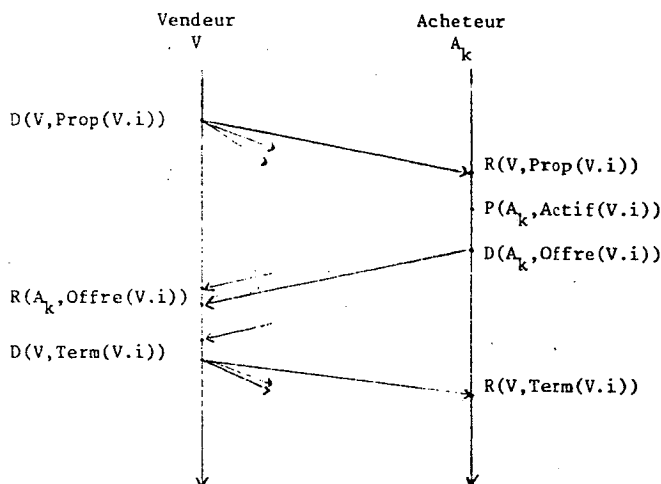 Vendeur Acheteur
V A_k
D(V,Prop(V.i))
R(V,Prop(V.i))
P(A_k,Actif(V.i))
D(A_k,Offre(V.i))
R(A_k,Offre(V.i))
D(V,Term(V.i))
R(V,Term(V.i))